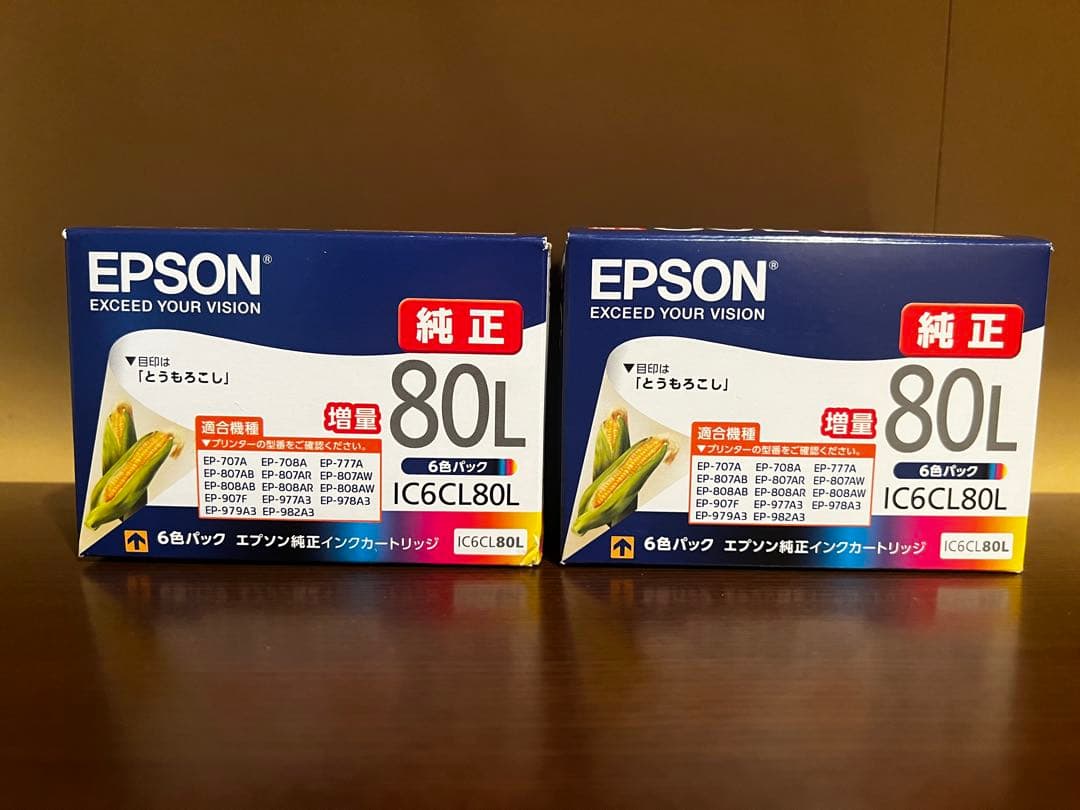 EPSON®
EXCEED YOUR VISION
純正
▼目印は
「とうもろこし」
増量
80L
適合機種
▼プリンターの型番をご確認ください。
EP-707A EP-708A EP-777A
EP-807AB EP-807AR EP-807AW
EP-808AB EP-808AR EP-808AW
EP-907F EP-977A3 EP-978A3
EP-979A3 EP-982A3
6色パック
IC6CL80L
6色パック エプソン純正インクカートリッジ IC6CL80L
EPSON®
EXCEED YOUR VISION
純正
▼目印は
「とうもろこし」
増量
80L
適合機種
▼プリンターの型番をご確認ください。
EP-707A EP-708A EP-777A
EP-807AB EP-807AR EP-807AW
EP-808AB EP-808AR EP-808AW
EP-907F EP-977A3 EP-978A3
EP-979A3 EP-982A3
6色パック
IC6CL80L
6色パック エプソン純正インクカートリッジ IC6CL80L